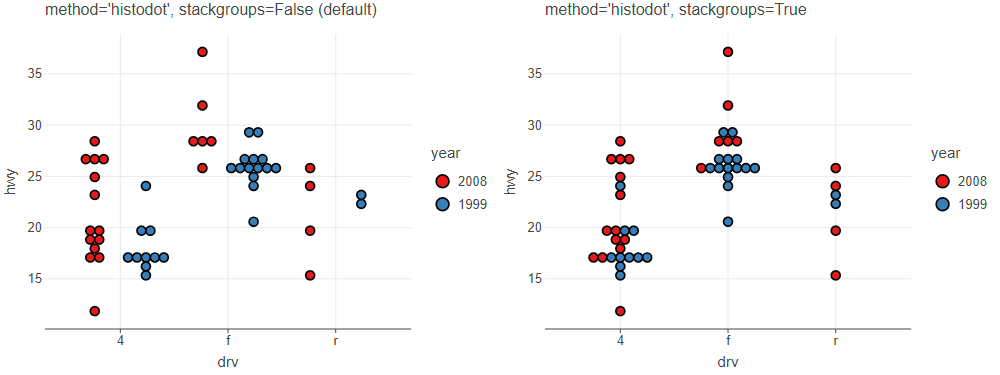 method='histodot', stackgroups=False (default)
hwy
35
30
25
20
15
4 f r
drv
year
2008
1999
method='histodot', stackgroups=True
hwy
35
30
25
20
15
4 f r
drv
year
2008
1999